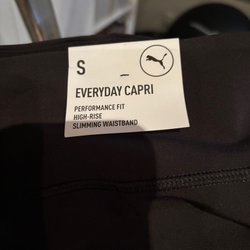 S _
EVERYDAY CAPRI
PERFORMANCE FIT
HIGH-RISE
SLIMMING WAISTBAND